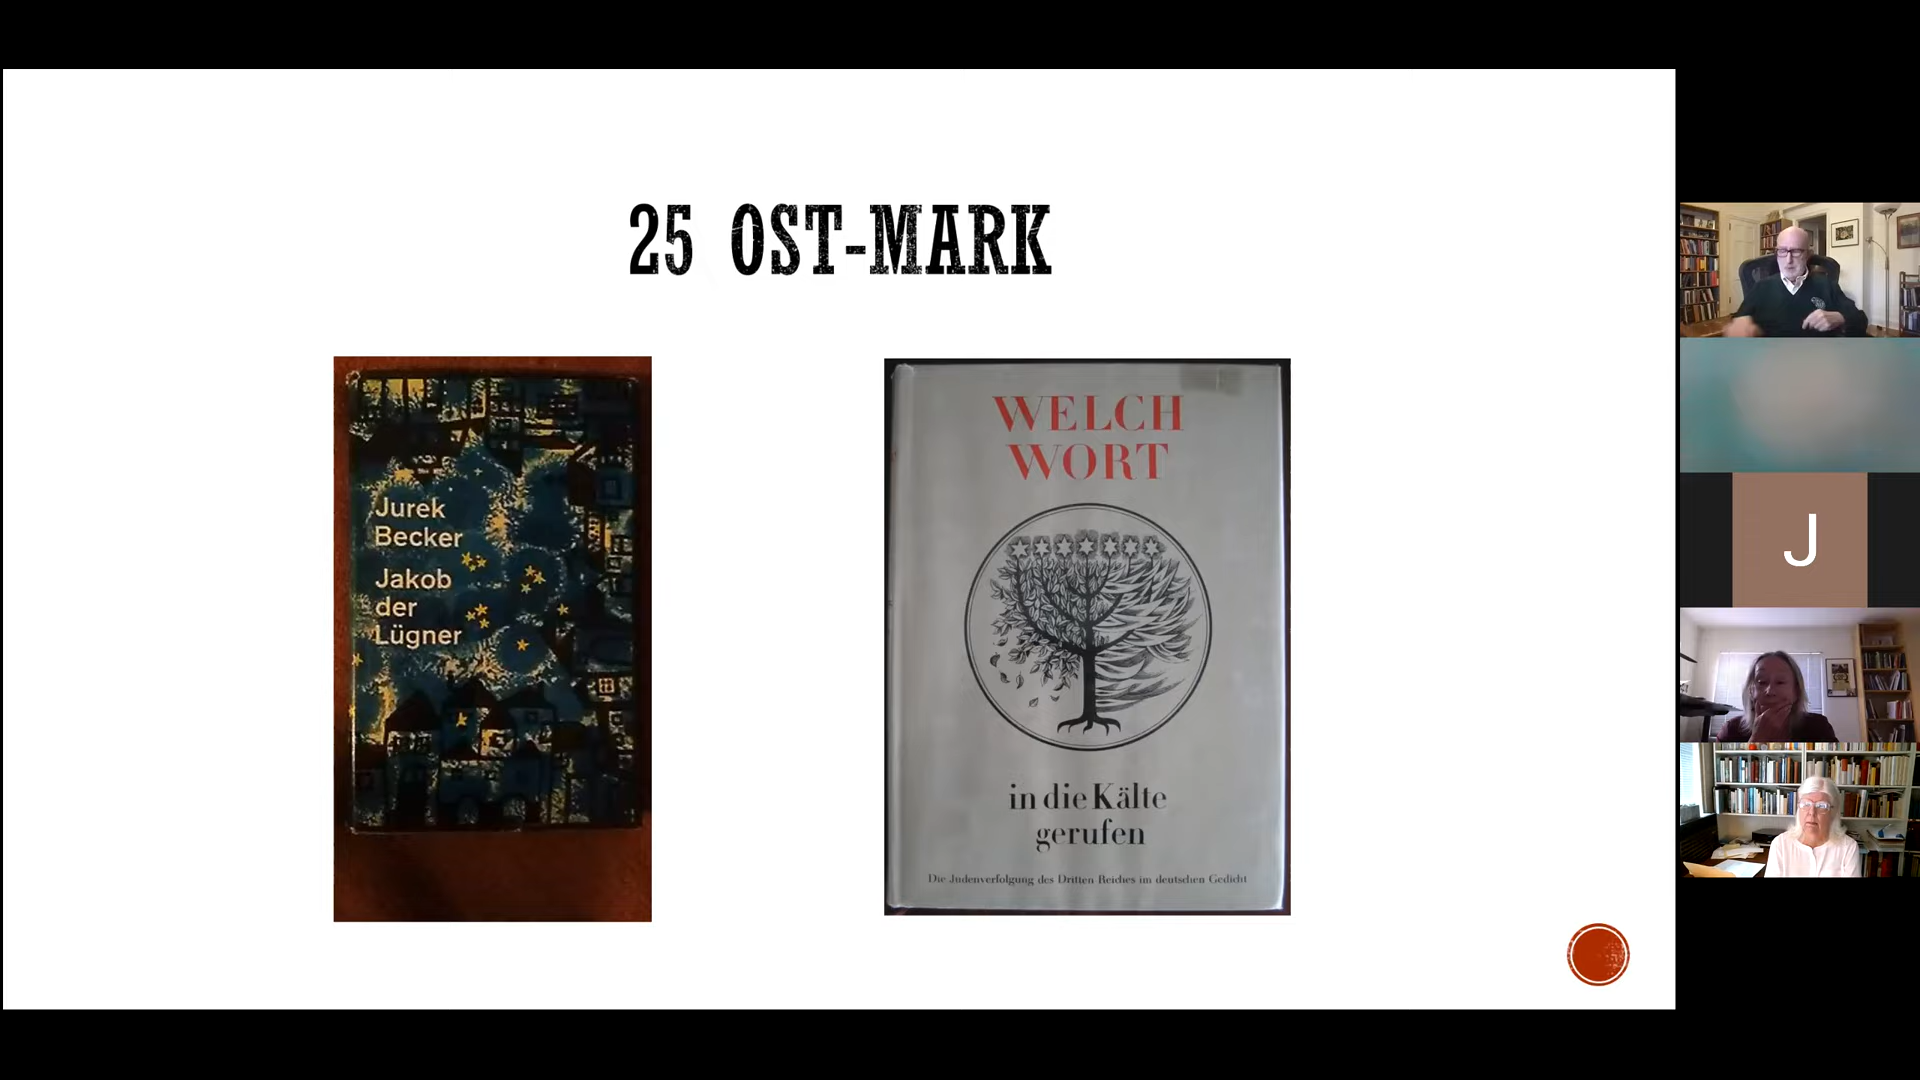 25 OST-MARK
Jurek
Becker
Jakob
der
Lügner
WELCH
WORT
in die Kälte
gerufen
Die Judenverfolgung des Dritten Reiches im deutschen Gedicht
J